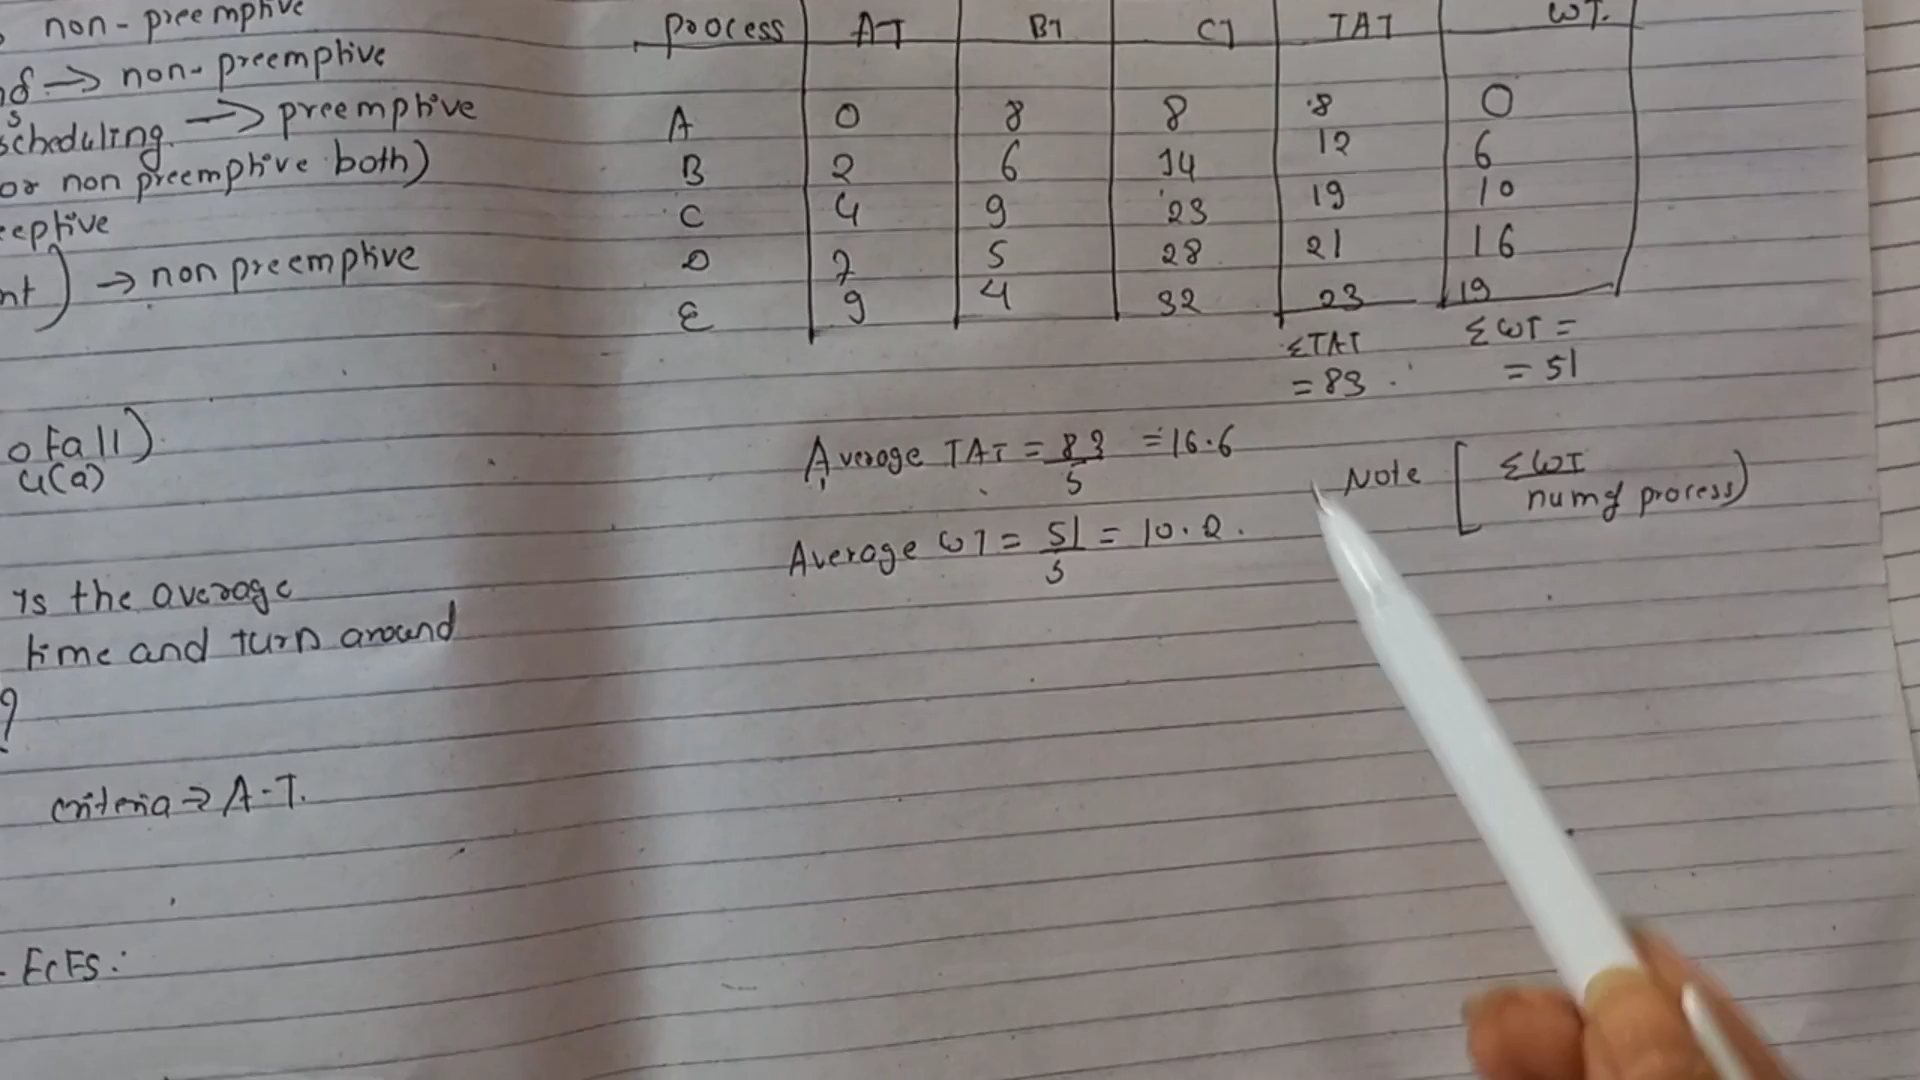 non-preemptive
→ non-preemptive
scheduling → preemptive
or non preemptive both)
eeptive
nt) → non preemptive
of all)
is the average
time and turn around
?
criteria → A-T.
- FCFS:
Process AT BT CT TAT WT.
A 0 8 8 8 0
B 2 6 14 12 6
C 4 9 23 19 10
D 7 5 28 21 16
E 9 4 32 23 19
ΣTAT
= 83
ΣWT =
= 51
Average TAT = 83/5 = 16.6
Average WT = 51/5 = 10.2.
Note [ΣWT
num of process)